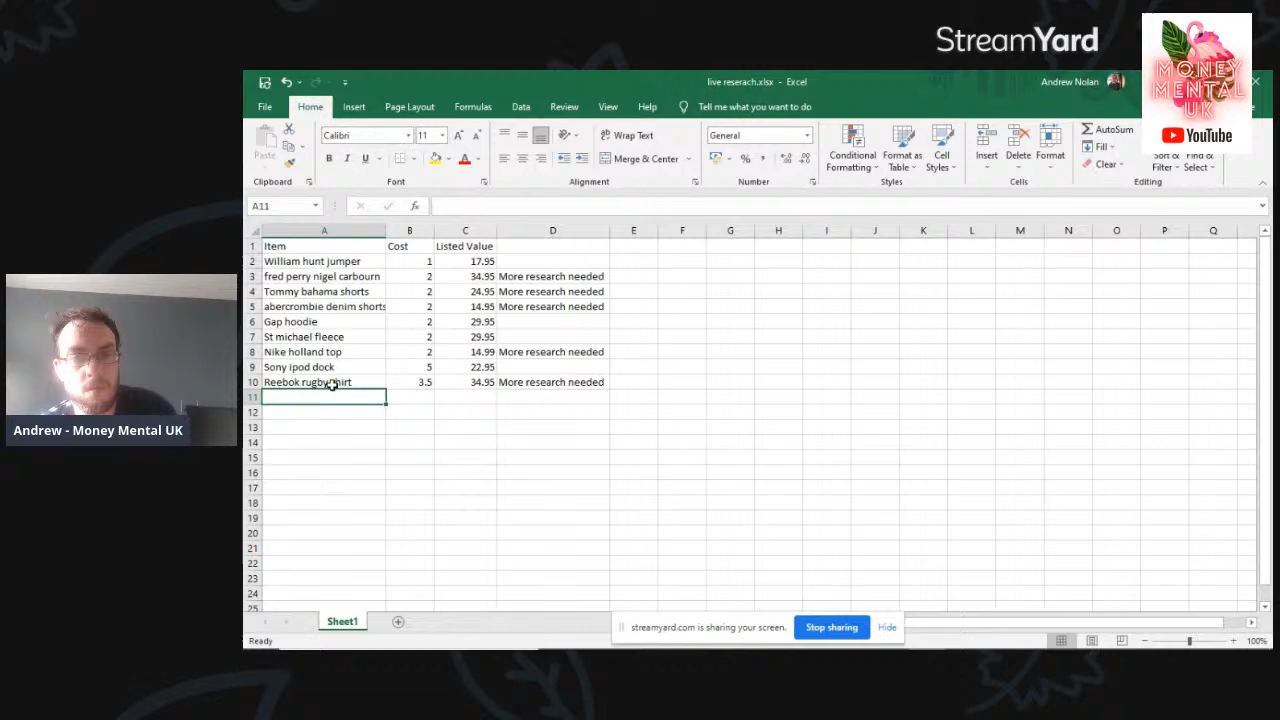 StreamYard
MONEY
MENTAL
UK
YouTube
live reserach.xlsx - Excel
Andrew Nolan
File Home Insert Page Layout Formulas Data Review View Help Tell me what you want to do
Calibri 11 Wrap Text General AutoSum
Paste B I U Merge & Center % Conditional Formatting Format as Table Cell Styles Insert Delete Format Fill
Clear Sort & Filter Find & Select
Clipboard Font Alignment Number Styles Cells Editing
A11 fx
A B C D E F G H I J K L M N O P Q
1 Item Cost Listed Value
2 William hunt jumper 1 17.95
3 fred perry nigel carbourn 2 34.95 More research needed
4 Tommy bahama shorts 2 24.95 More research needed
5 abercrombie denim shorts 2 14.95 More research needed
6 Gap hoodie 2 29.95
7 St michael fleece 2 29.95
8 Nike holland top 2 14.99 More research needed
9 Sony ipod dock 5 22.95
10 Reebok rugby shirt 3.5 34.95 More research needed
11
12
13
14
15
16
17
18
19
20
21
22
23
24
25
Andrew - Money Mental UK
Sheet1
streamyard.com is sharing your screen. Stop sharing Hide
Ready 100%